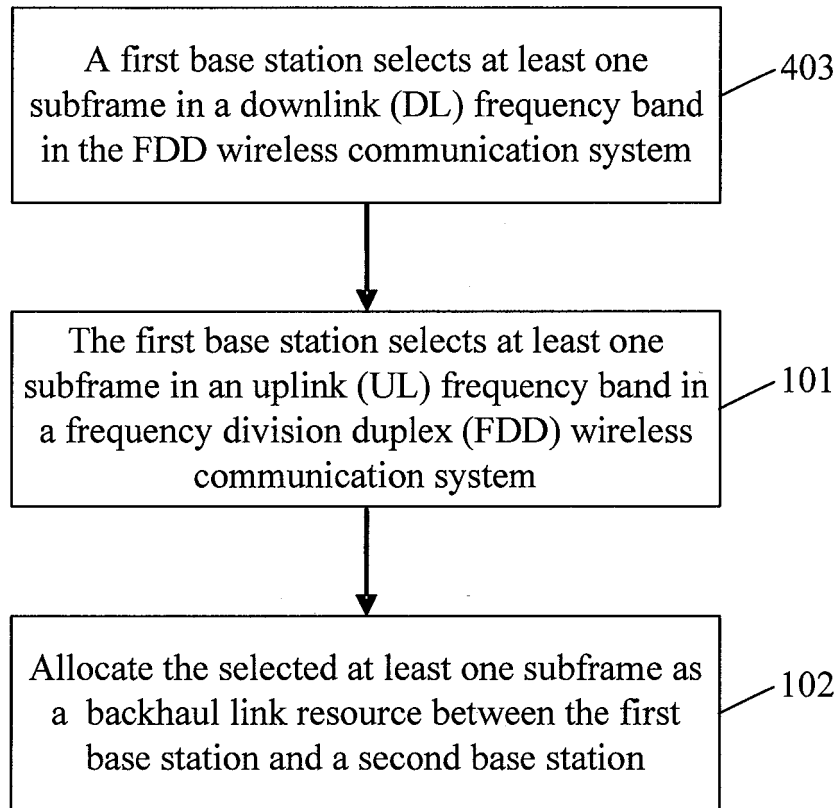 A first base station selects at least one
subframe in a downlink (DL) frequency band
in the FDD wireless communication system
403
The first base station selects at least one
subframe in an uplink (UL) frequency band in
a frequency division duplex (FDD) wireless
communication system
101
Allocate the selected at least one subframe as
a backhaul link resource between the first
base station and a second base station
102